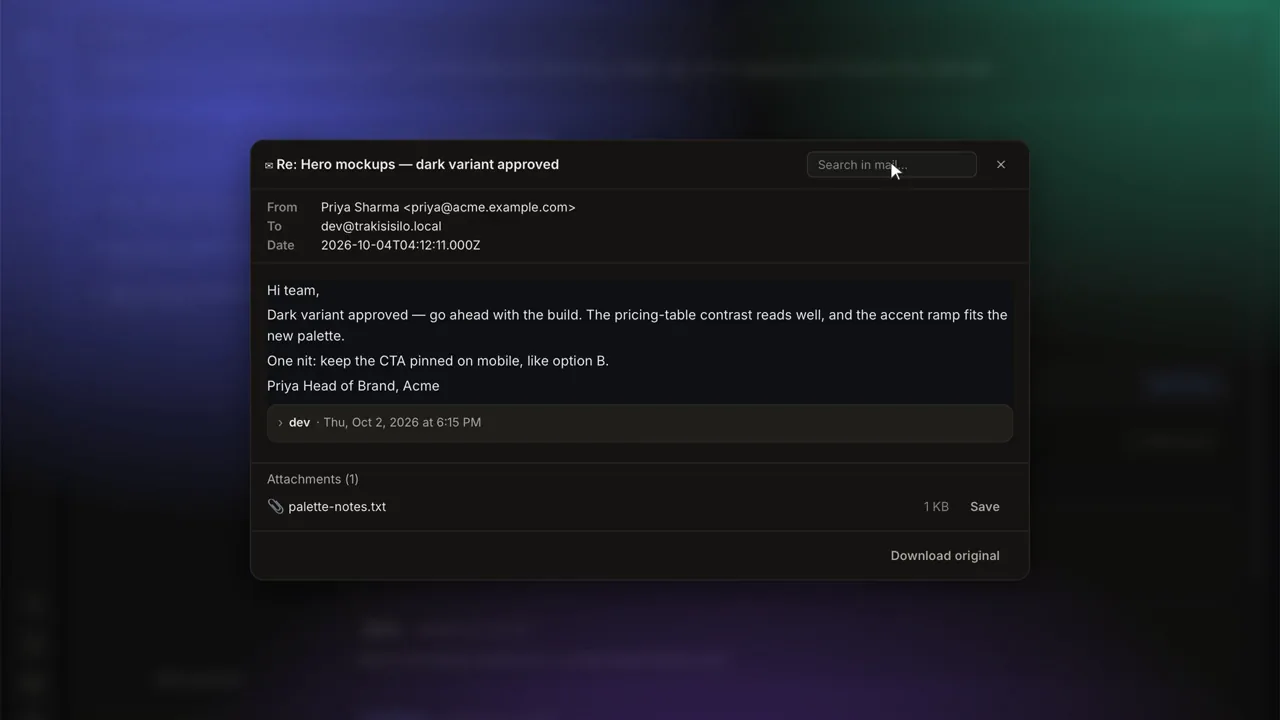 Re: Hero mockups — dark variant approved
Search in mail...
From Priya Sharma <priya@acme.example.com>
To dev@trakisisilo.local
Date 2026-10-04T04:12:11.000Z
Hi team,
Dark variant approved — go ahead with the build. The pricing-table contrast reads well, and the accent ramp fits the
new palette.
One nit: keep the CTA pinned on mobile, like option B.
Priya Head of Brand, Acme
› dev · Thu, Oct 2, 2026 at 6:15 PM
Attachments (1)
palette-notes.txt 1 KB Save
Download original